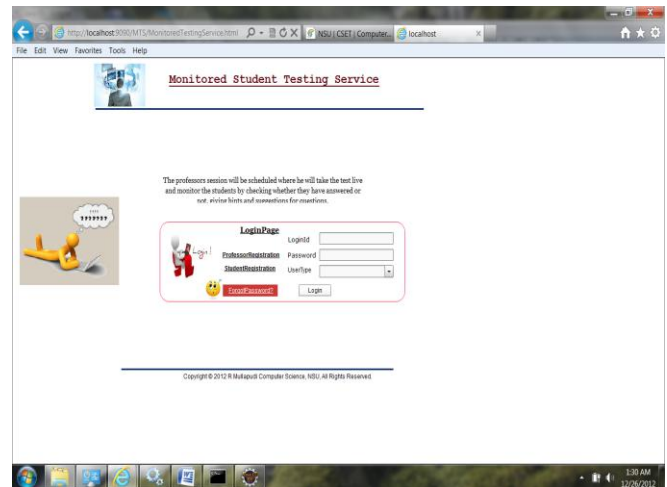 http://localhost:9090/MTS/MonitoredTestingService.html
NSU | CSET | Computer...
localhost
File Edit View Favorites Tools Help
Monitored Student Testing Service
The professors session will be scheduled where he will take the test live
and monitor the students by checking whether they have answered or
not, giving hints and suggestions for questions.
LoginPage
LoginId
Login!
ProfessorRegistration Password
StudentRegistration UserType
ForgotPassword? Login
Copyright © 2012 R Mullapudi Computer Science, NSU, All Rights Reserved.
1:30 AM
12/26/2012